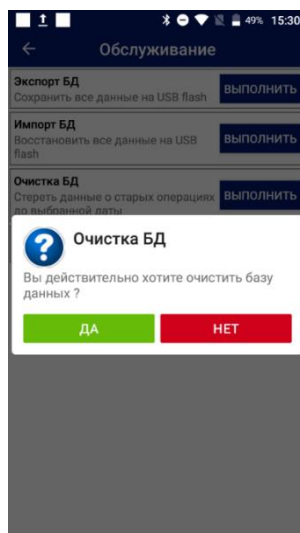 49% 15:30
Обслуживание
Экспорт БД
Сохранить все данные на USB flash
ВЫПОЛНИТЬ
Импорт БД
Восстановить все данные на USB
flash
ВЫПОЛНИТЬ
Очистка БД
Стереть данные о старых операциях
до выбранной даты
ВЫПОЛНИТЬ
Очистка БД
Вы действительно хотите очистить базу
данных ?
ДА
НЕТ